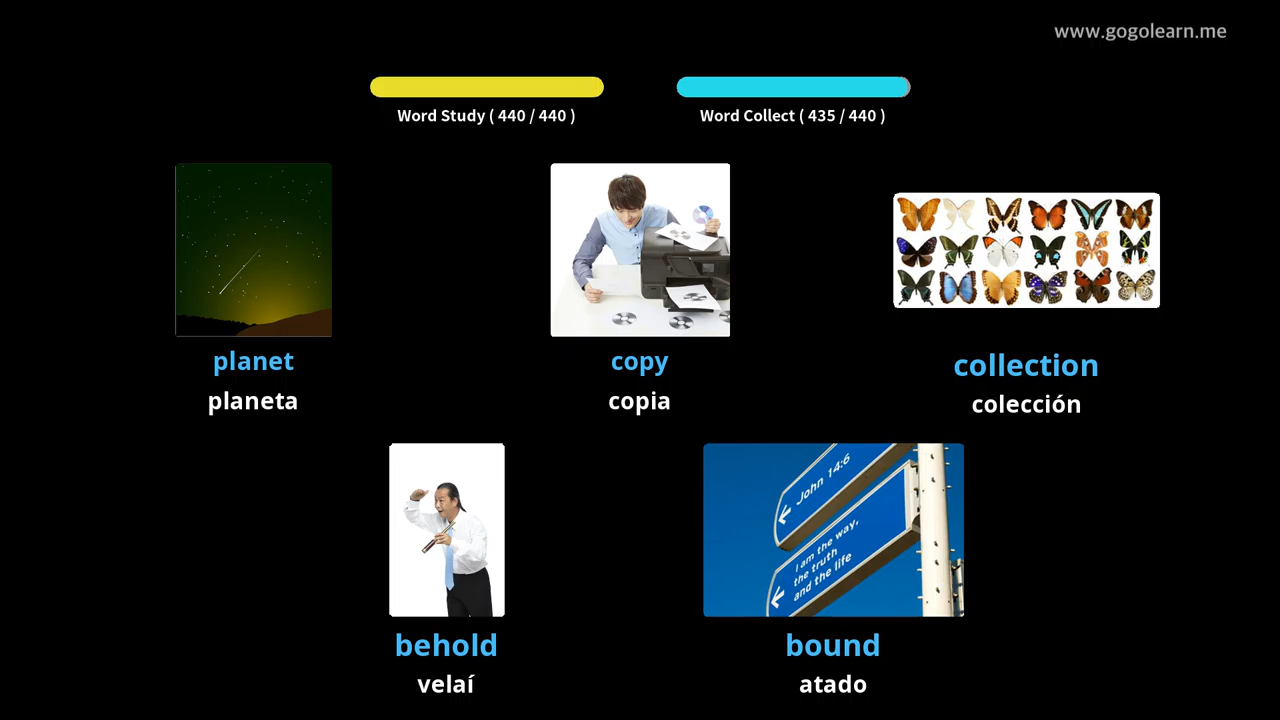 www.gogolearn.me
Word Study ( 440 / 440 )
Word Collect ( 435 / 440 )
planet
planeta
copy
copia
collection
colección
John 14:6
I am the way,
the truth
and the life
behold
velaí
bound
atado